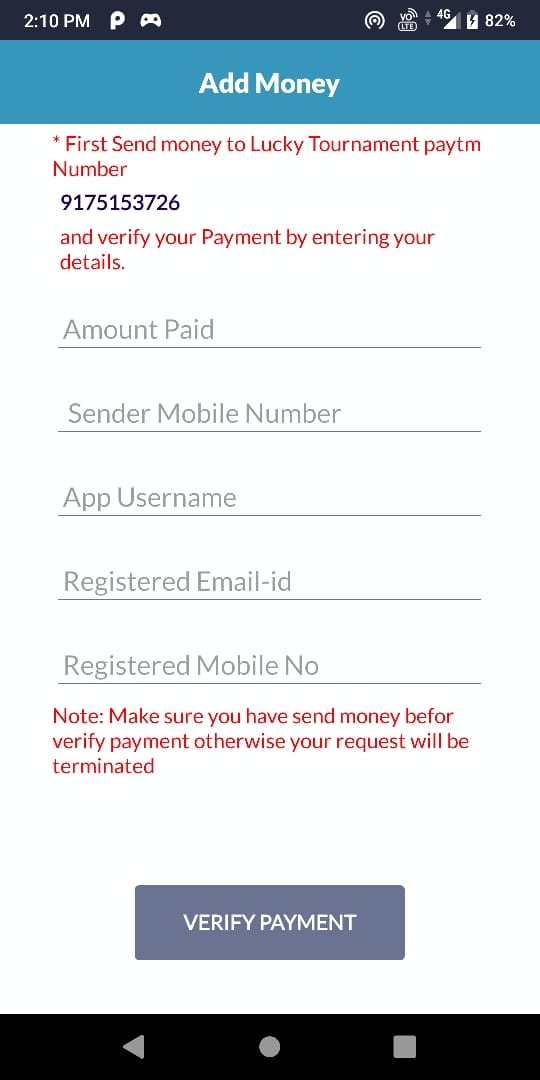 2:10 PM
VO LTE 4G 82%
Add Money
* First Send money to Lucky Tournament paytm
Number
9175153726
and verify your Payment by entering your
details.
Amount Paid
Sender Mobile Number
App Username
Registered Email-id
Registered Mobile No
Note: Make sure you have send money befor
verify payment otherwise your request will be
terminated
VERIFY PAYMENT